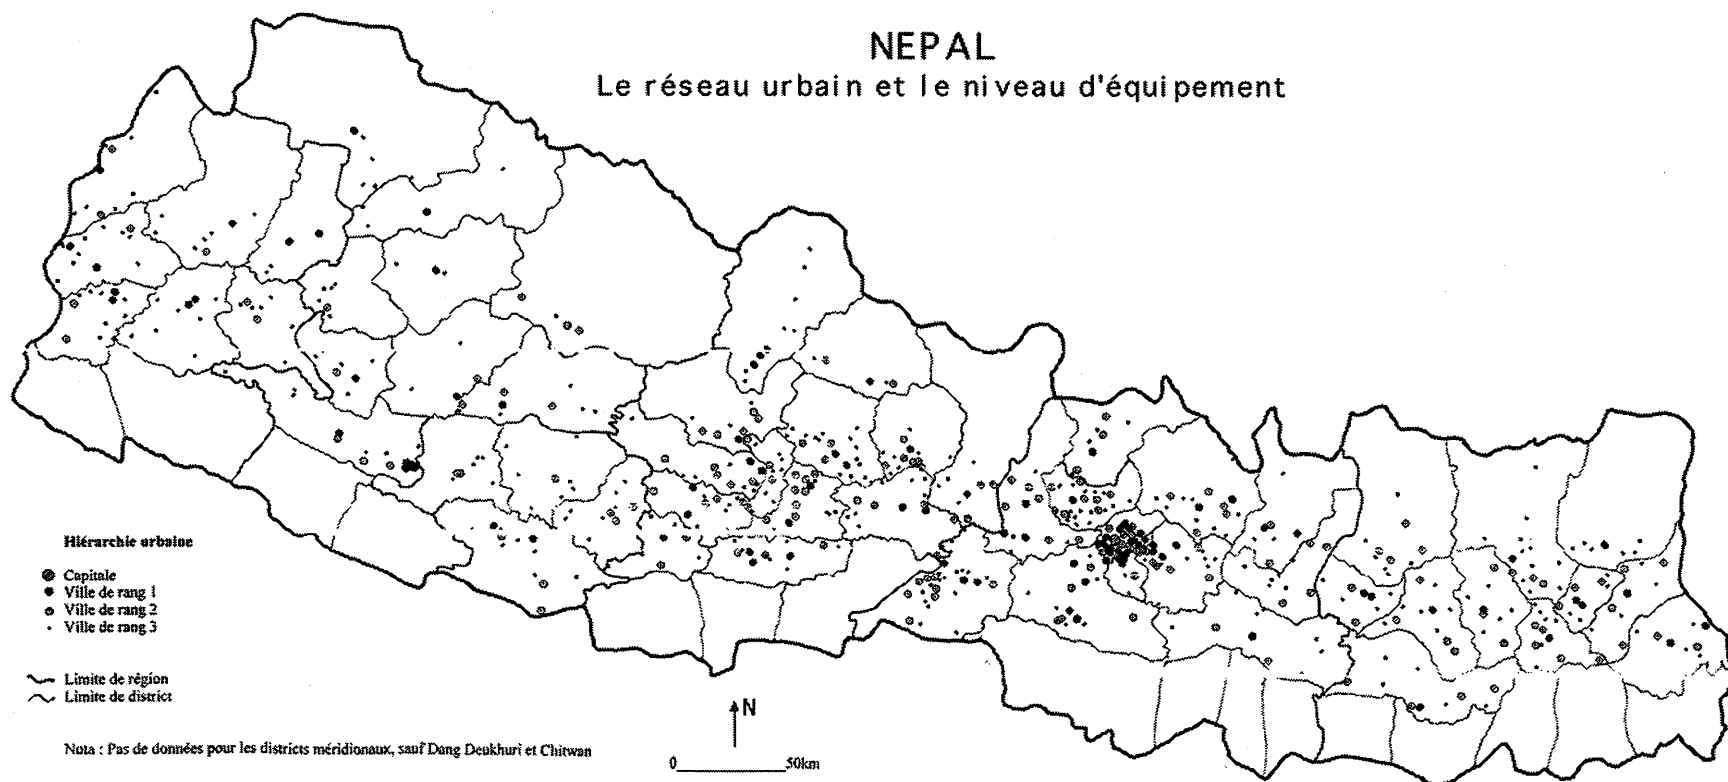 NEPAL
Le réseau urbain et le niveau d'équipement
Hiérarchie urbaine
Capitale
Ville de rang 1
Ville de rang 2
Ville de rang 3
Limite de région
Limite de district
Nota : Pas de données pour les districts méridionaux, sauf Dang Deukhuri et Chitwan
N
0 50km